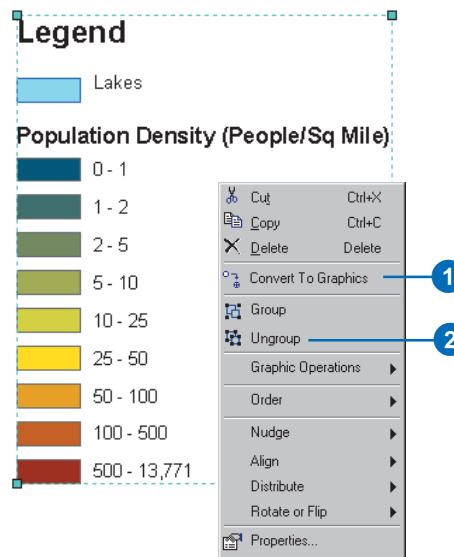 Legend
Lakes
Population Density (People/Sq Mile)
0 - 1
1 - 2
2 - 5
5 - 10
10 - 25
25 - 50
50 - 100
100 - 500
500 - 13,771
Cut Ctrl+X
Copy Ctrl+C
Delete Delete
Convert To Graphics 1
Group
Ungroup 2
Graphic Operations
Order
Nudge
Align
Distribute
Rotate or Flip
Properties...